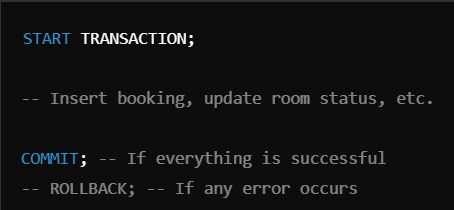 START TRANSACTION;
-- Insert booking, update room status, etc.
COMMIT; -- If everything is successful
-- ROLLBACK; -- If any error occurs